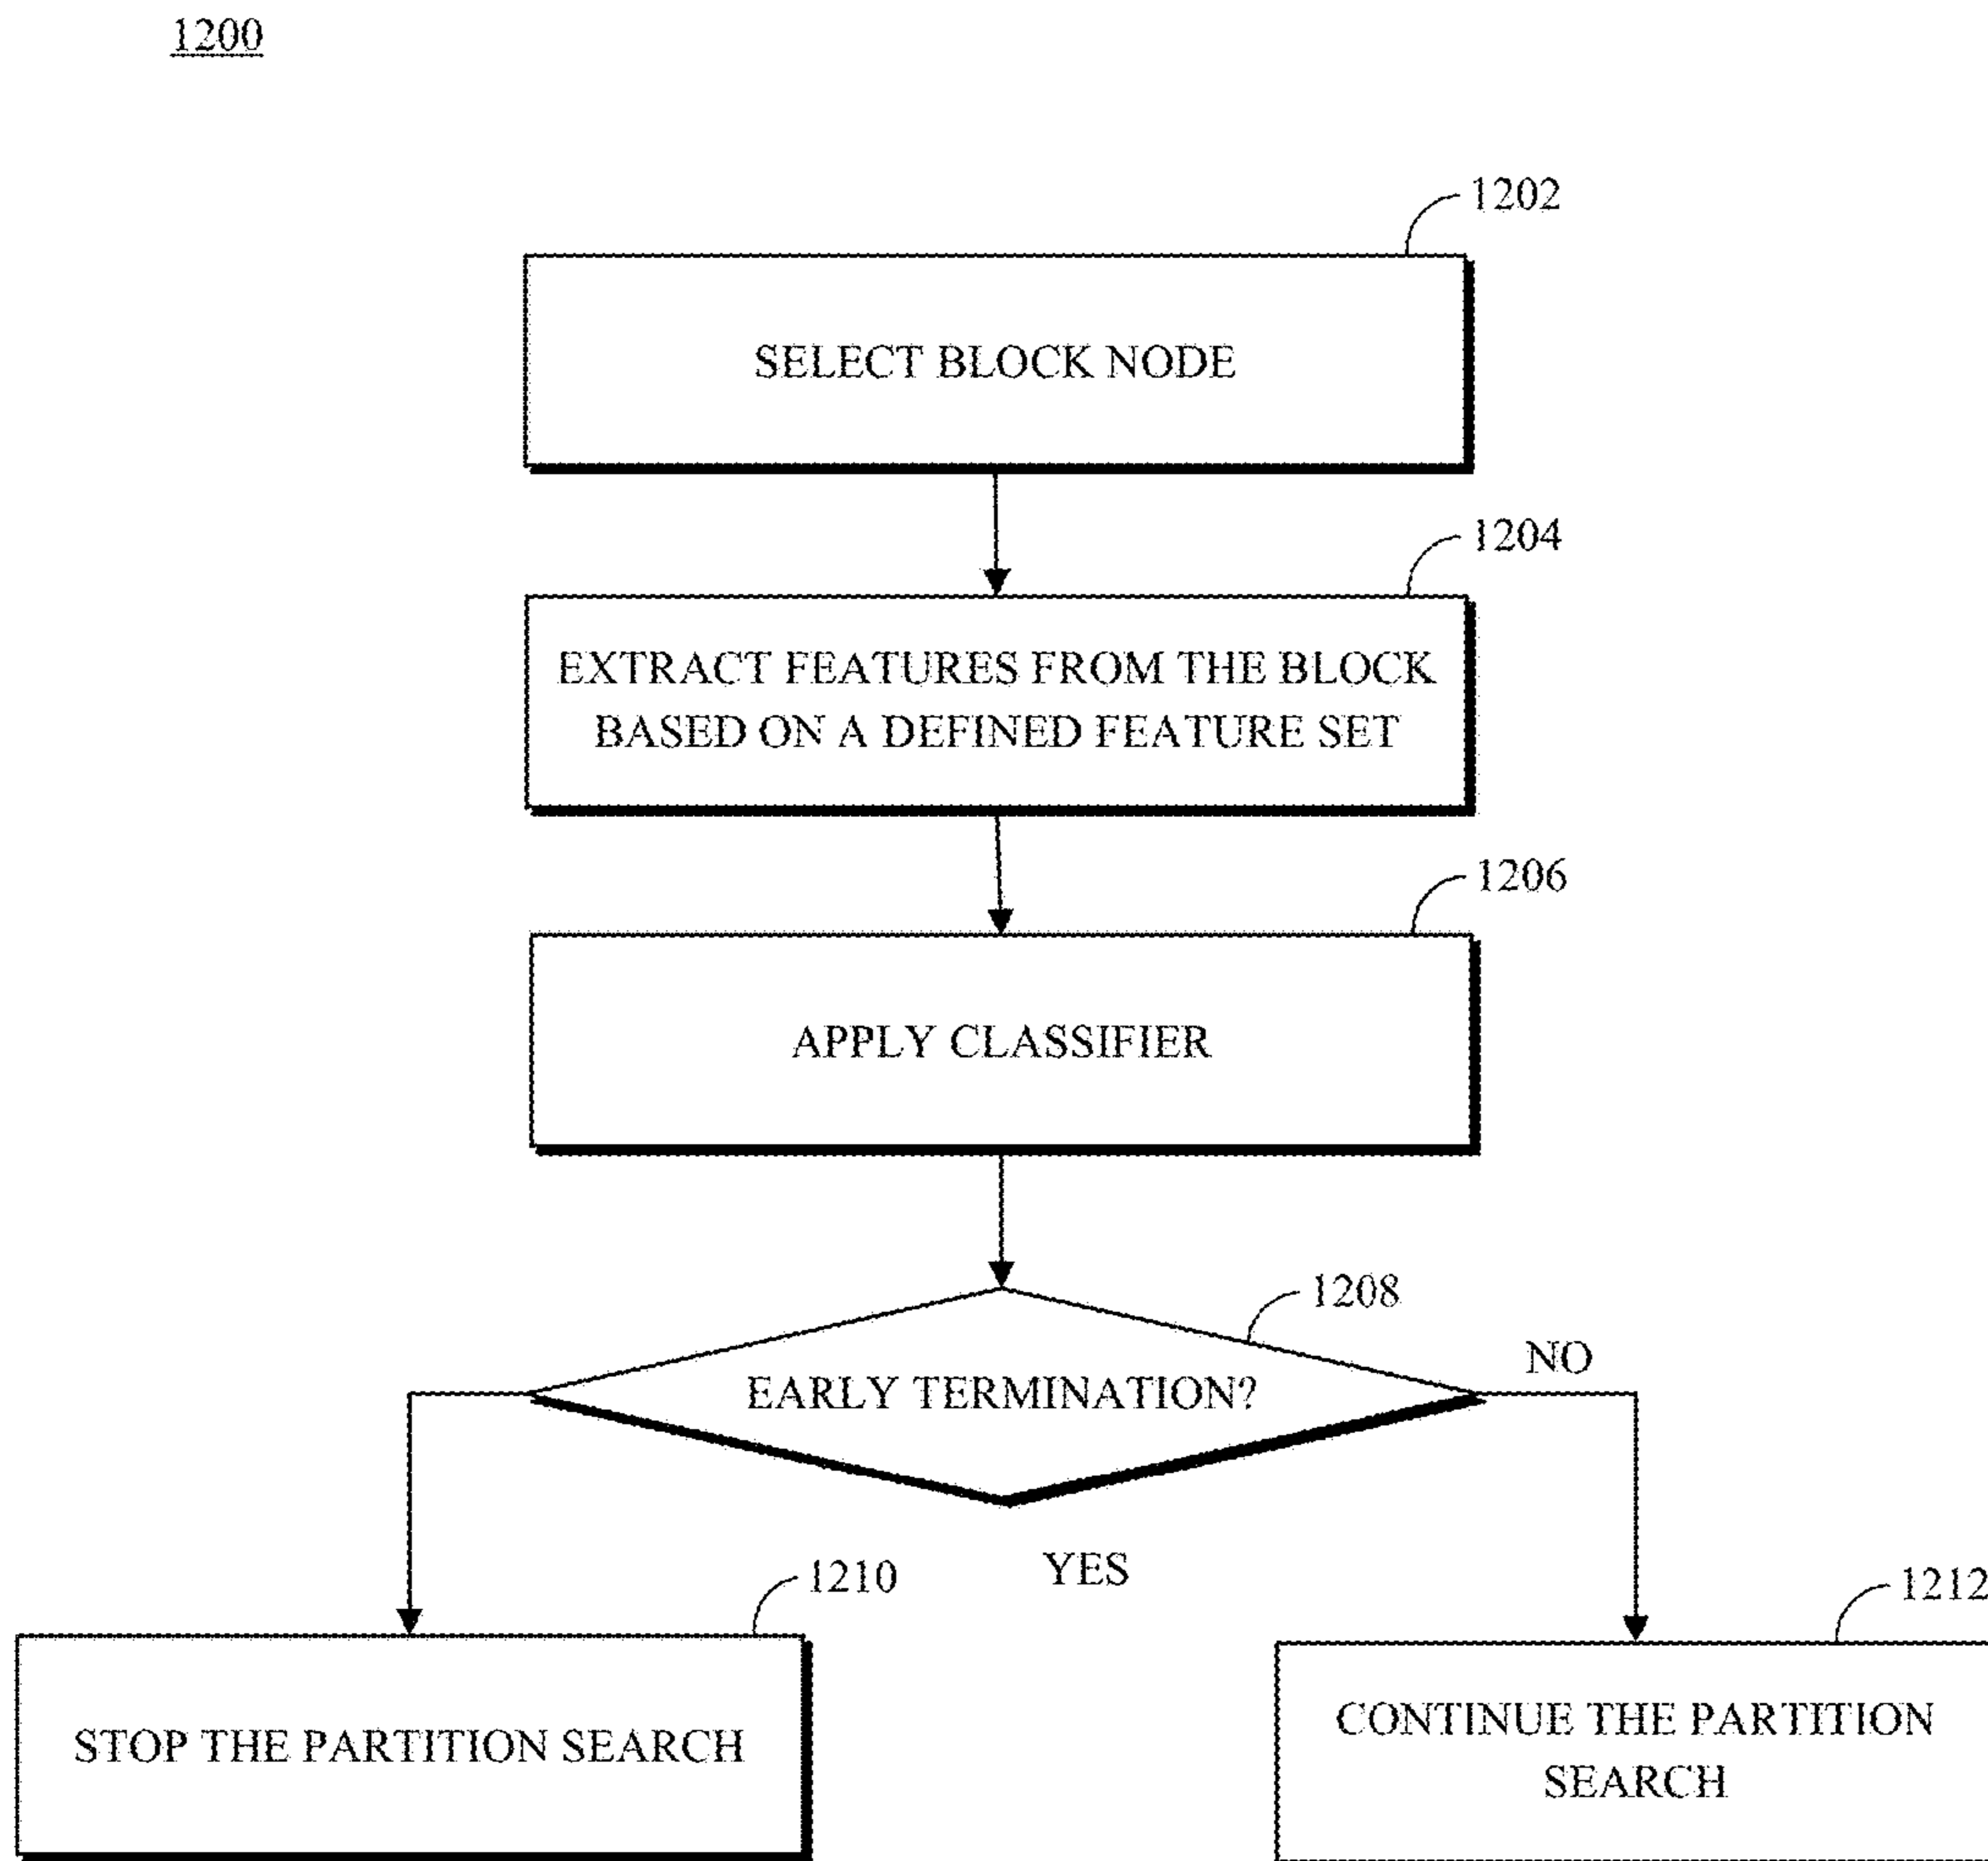 1200
1202
SELECT BLOCK NODE
1204
EXTRACT FEATURES FROM THE BLOCK
BASED ON A DEFINED FEATURE SET
1206
APPLY CLASSIFIER
1208
NO
EARLY TERMINATION?
YES
1210
1212
STOP THE PARTITION SEARCH
CONTINUE THE PARTITION
SEARCH